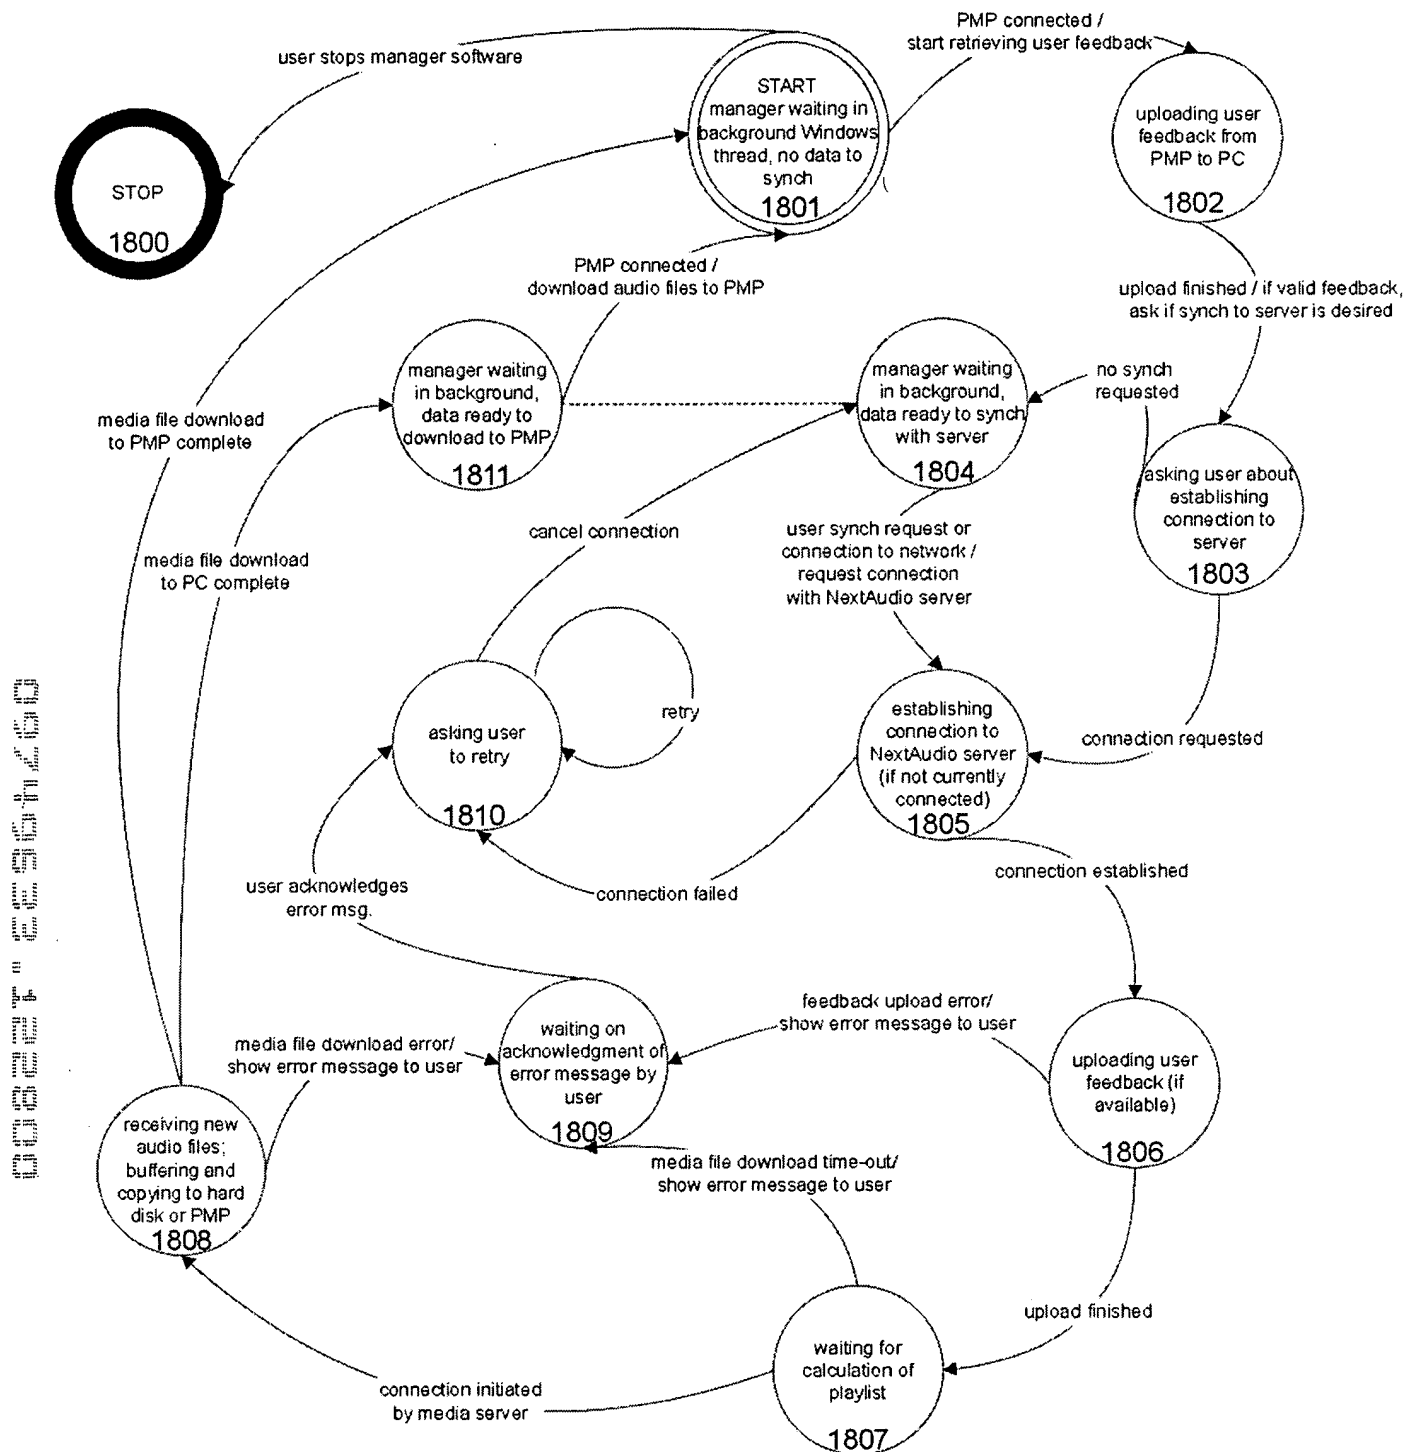 PMP connected /
start retrieving user feedback
user stops manager software
START
manager waiting in
background Windows
thread, no data to
synch
1801
uploading user
feedback from
PMP to PC
1802
STOP
1800
PMP connected /
download audio files to PMP
upload finished / if valid feedback,
ask if synch to server is desired
manager waiting
in background,
data ready to
download to PMP
1811
manager waiting
in background,
data ready to synch
with server
1804
no synch
requested
media file download
to PMP complete
asking user about
establishing
connection to
server
1803
cancel connection
user synch request or
connection to network /
request connection
with NextAudio server
media file download
to PC complete
retry
asking user
to retry
1810
establishing
connection to
NextAudio server
(if not currently
connected)
1805
connection requested
user acknowledges
error msg.
connection failed
connection established
09749633 "122800
media file download error/
show error message to user
waiting on
acknowledgment of
error message by
user
1809
feedback upload error/
show error message to user
uploading user
feedback (if
available)
1806
receiving new
audio files;
buffering and
copying to hard
disk or PMP
1808
media file download time-out/
show error message to user
upload finished
waiting for
calculation of
playlist
1807
connection initiated
by media server